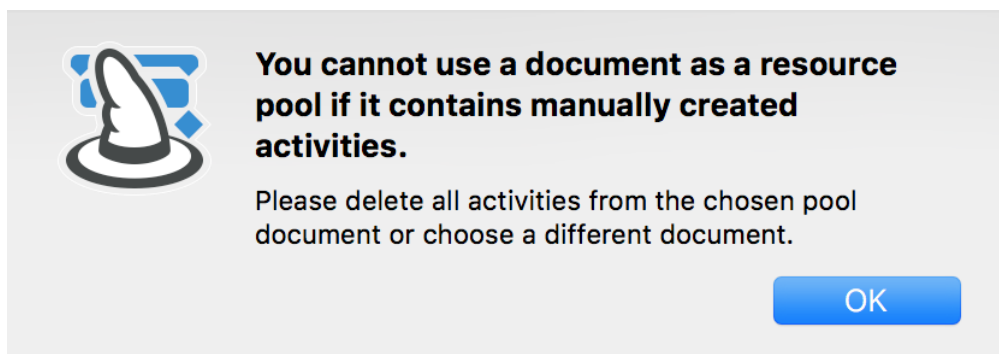 You cannot use a document as a resource
pool if it contains manually created
activities.
Please delete all activities from the chosen pool
document or choose a different document.
OK